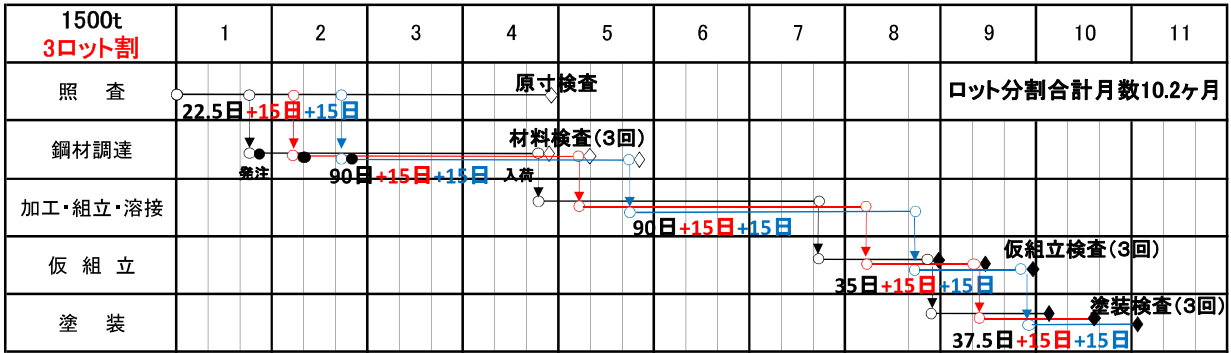 1500t
3ロット割
1 2 3 4 5 6 7 8 9 10 11
照 査
原寸検査
ロット分割合計月数10.2ヶ月
22.5日+15日+15日
鋼材調達
材料検査(3回)
発注
90日+15日+15日
入荷
加工・組立・溶接
90日+15日+15日
仮 組 立
仮組立検査(3回)
35日+15日+15日
塗 装
塗装検査(3回)
37.5日+15日+15日